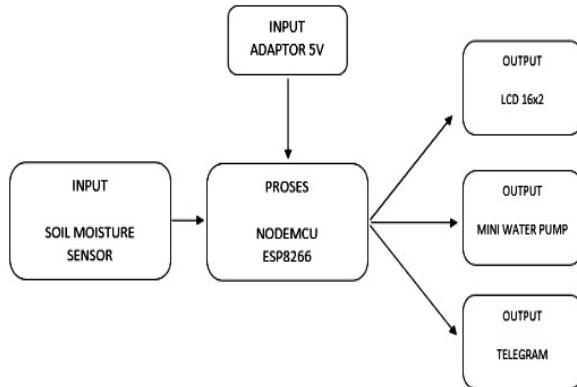 INPUT
ADAPTOR 5V
OUTPUT
LCD 16x2
INPUT
SOIL MOISTURE
SENSOR
PROSES
NODEMCU
ESP8266
OUTPUT
MINI WATER PUMP
OUTPUT
TELEGRAM